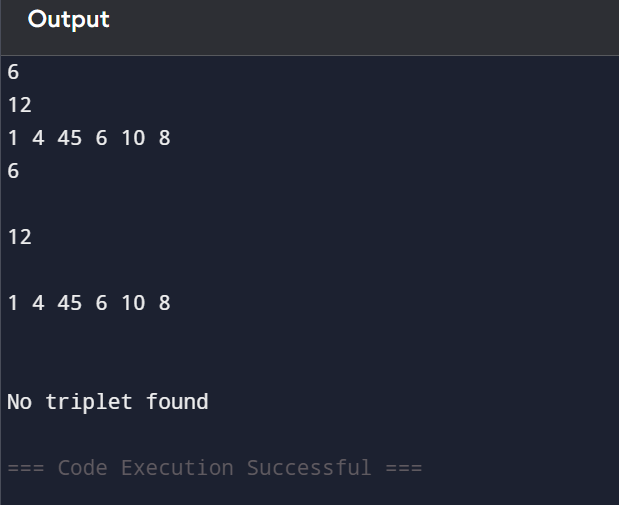 Output
6
12
1 4 45 6 10 8
6
12
1 4 45 6 10 8
No triplet found
=== Code Execution Successful ===